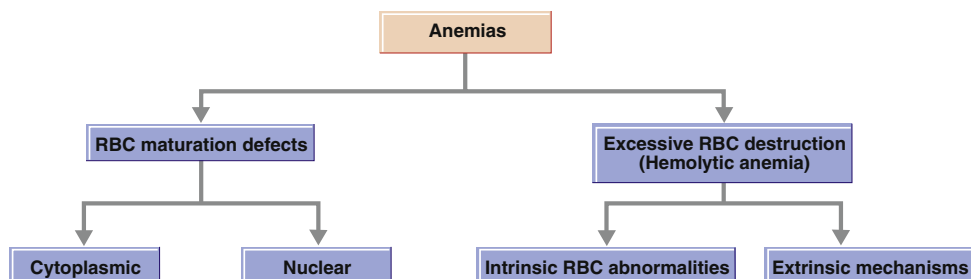 Anemias
RBC maturation defects
Excessive RBC destruction
(Hemolytic anemia)
Cytoplasmic
Nuclear
Intrinsic RBC abnormalities
Extrinsic mechanisms